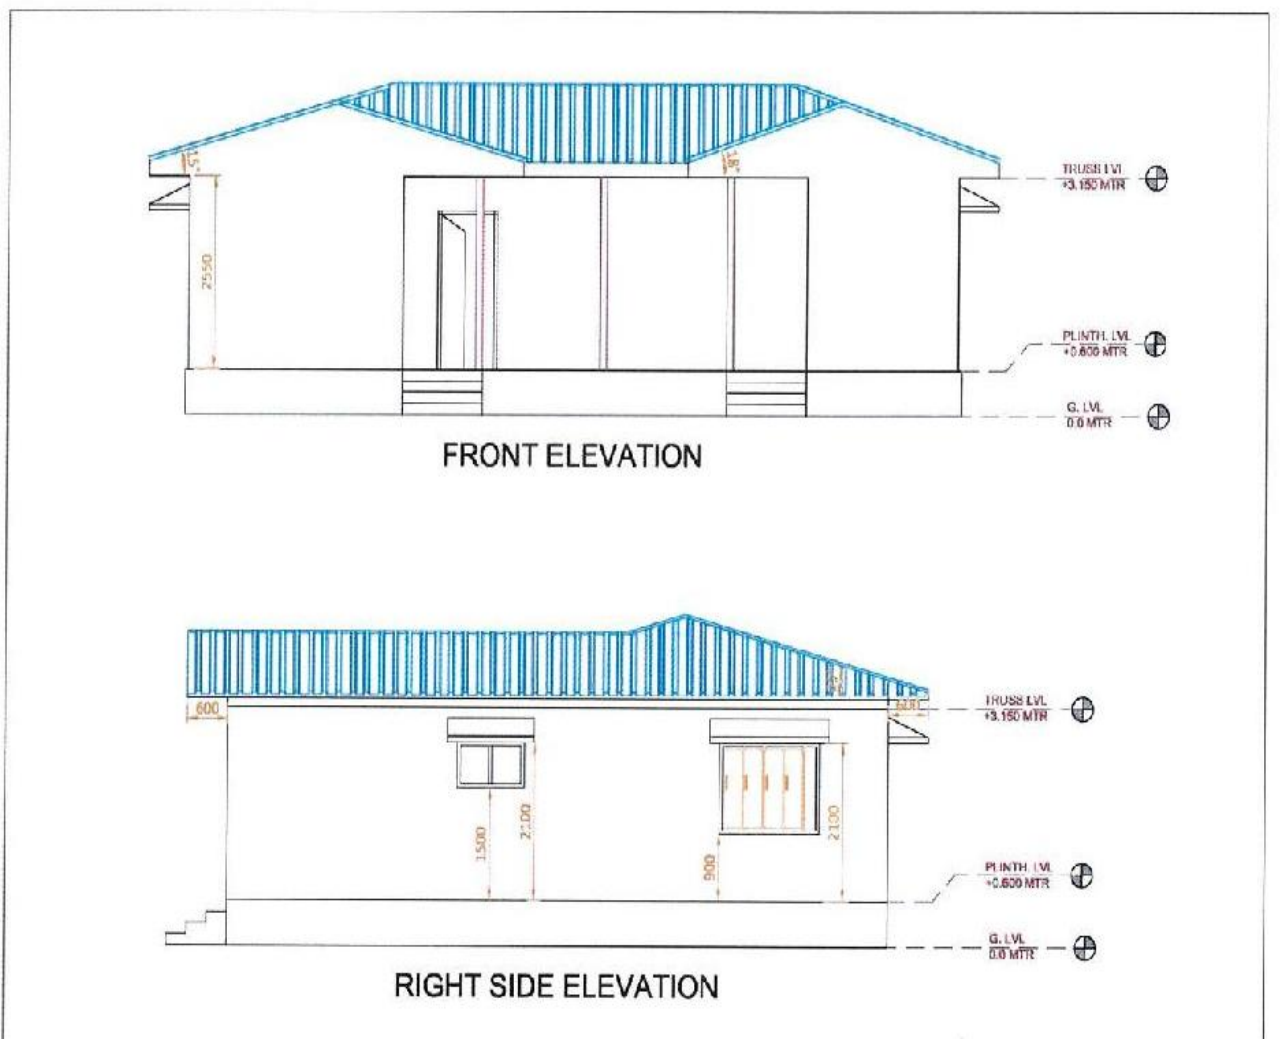 15°
18°
TRUSS LVL
+3.150 MTR
2550
PLINTH. LVL
+0.600 MTR
G. LVL
0.0 MTR
FRONT ELEVATION
600
TRUSS LVL
+3.150 MTR
1500
2100
900
2100
PLINTH. LVL
+0.600 MTR
G. LVL
0.0 MTR
RIGHT SIDE ELEVATION